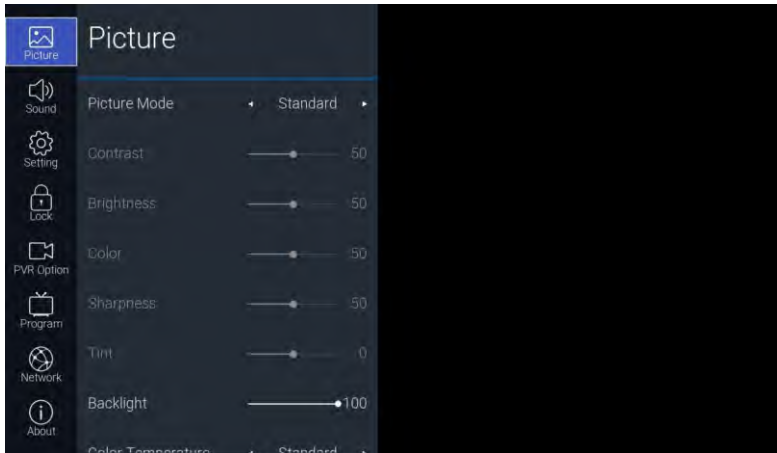 Picture
Sound
Setting
Lock
PVR Option
Program
Network
About
Picture
Picture Mode Standard
Contrast 50
Brightness 50
Color 50
Sharpness 50
Tint 0
Backlight 100
Color Temperature Standard